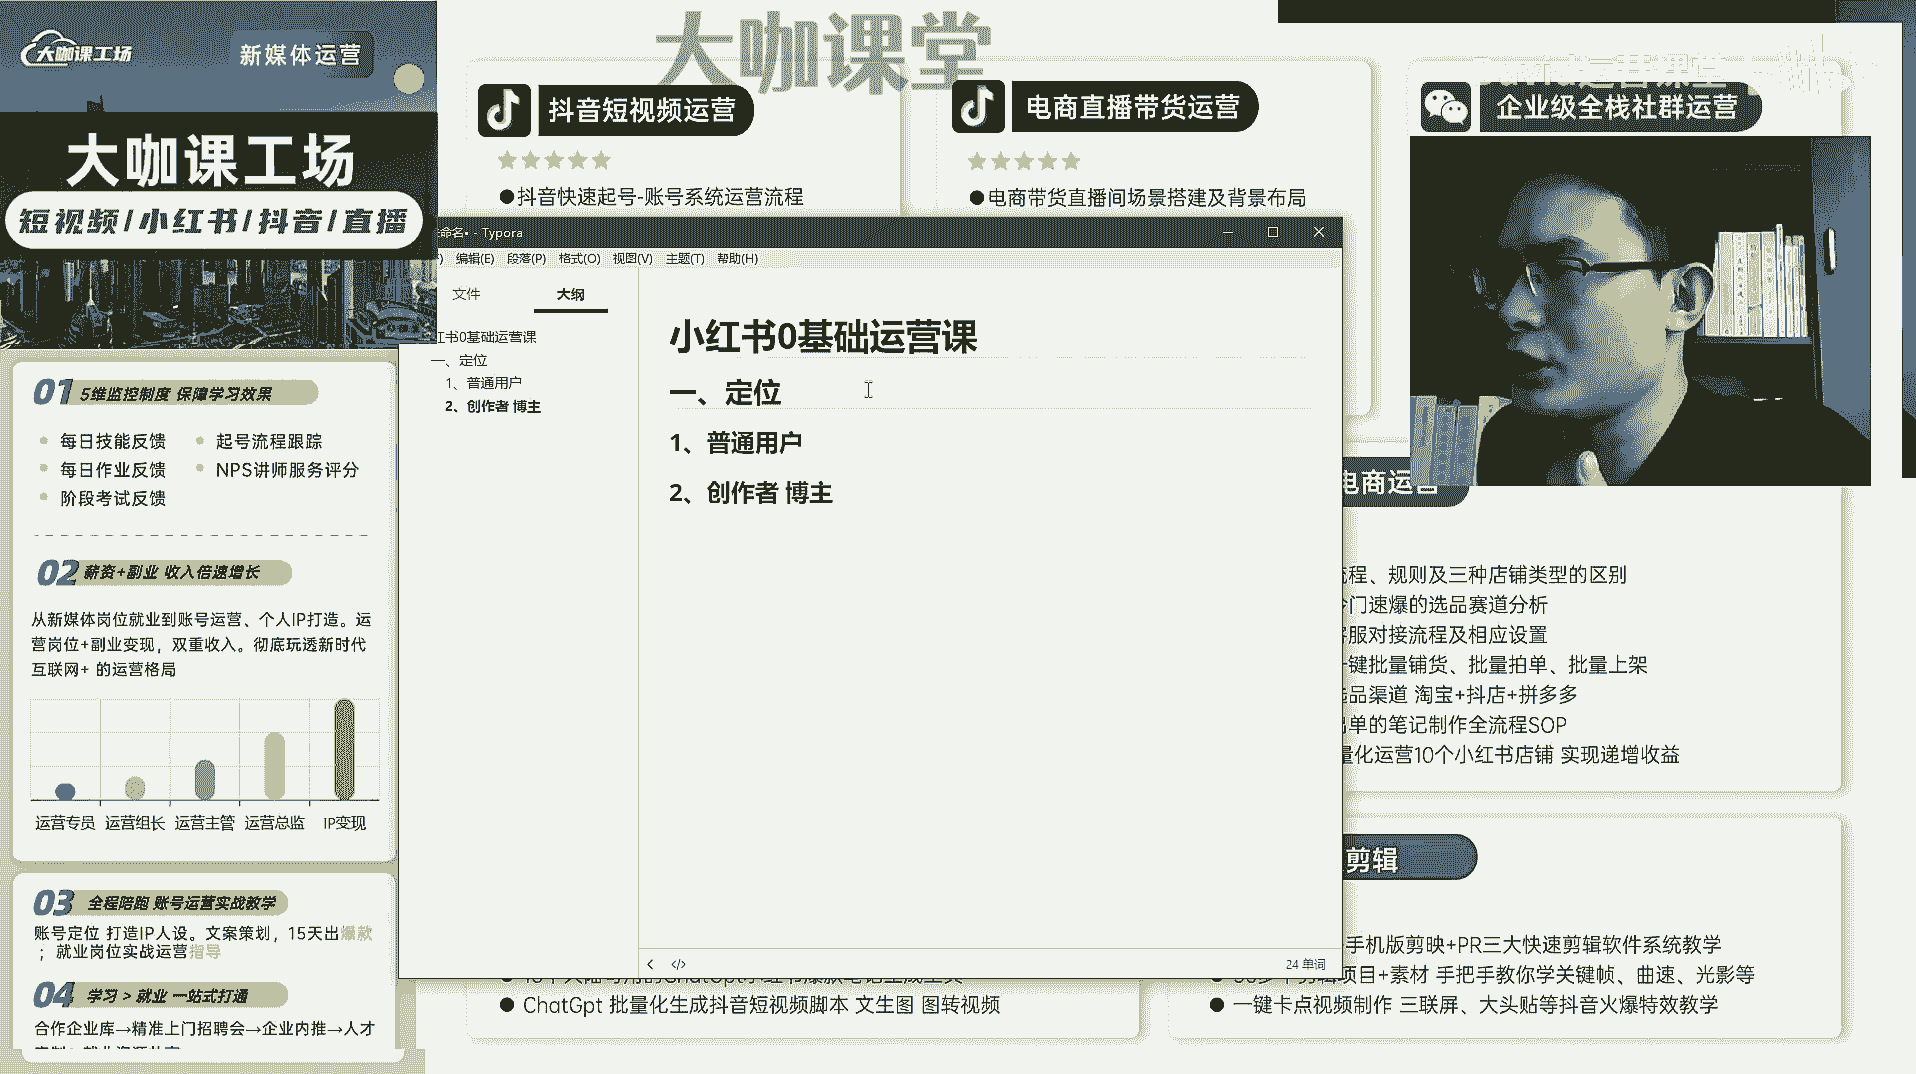 大咖课工场
新媒体运营
大咖课工场
短视频/小红书/抖音/直播
01 5维监控制度 保障学习效果
每日技能反馈
起号流程跟踪
每日作业反馈
NPS讲师服务评分
阶段考试反馈
02 薪资+副业 收入倍速增长
从新媒体岗位就业到账号运营、个人IP打造。运
营岗位+副业变现，双重收入。彻底玩透新时代
互联网+ 的运营格局
运营专员 运营组长 运营主管 运营总监 IP变现
03 全程陪跑 账号运营实战教学
账号定位 打造IP人设。文案策划，15天出爆款
；就业岗位实战运营指导
04 学习 > 就业 一站式打通
合作企业库→精准上门招聘会→企业内推→人才
大咖课堂
抖音短视频运营
●抖音快速起号-账号系统运营流程
电商直播带货运营
●电商带货直播间场景搭建及背景布局
企业级全栈社群运营
命名• - Typora
编辑(E) 段落(P) 格式(O) 视图(V) 主题(T) 帮助(H)
文件
大纲
红书0基础运营课
一、定位
1、普通用户
2、创作者 博主
小红书0基础运营课
一、定位
1、普通用户
2、创作者 博主
24 单词
电商运营
流程、规则及三种店铺类型的区别
冷门速爆的选品赛道分析
客服对接流程及相应设置
一键批量铺货、批量拍单、批量上架
选品渠道 淘宝+抖店+拼多多
出单的笔记制作全流程SOP
量化运营10个小红书店铺 实现递增收益
剪辑
手机版剪映+PR三大快速剪辑软件系统教学
项目+素材 手把手教你学关键帧、曲速、光影等
● 一键卡点视频制作 三联屏、大头贴等抖音火爆特效教学
● ChatGpt 批量化生成抖音短视频脚本 文生图 图转视频